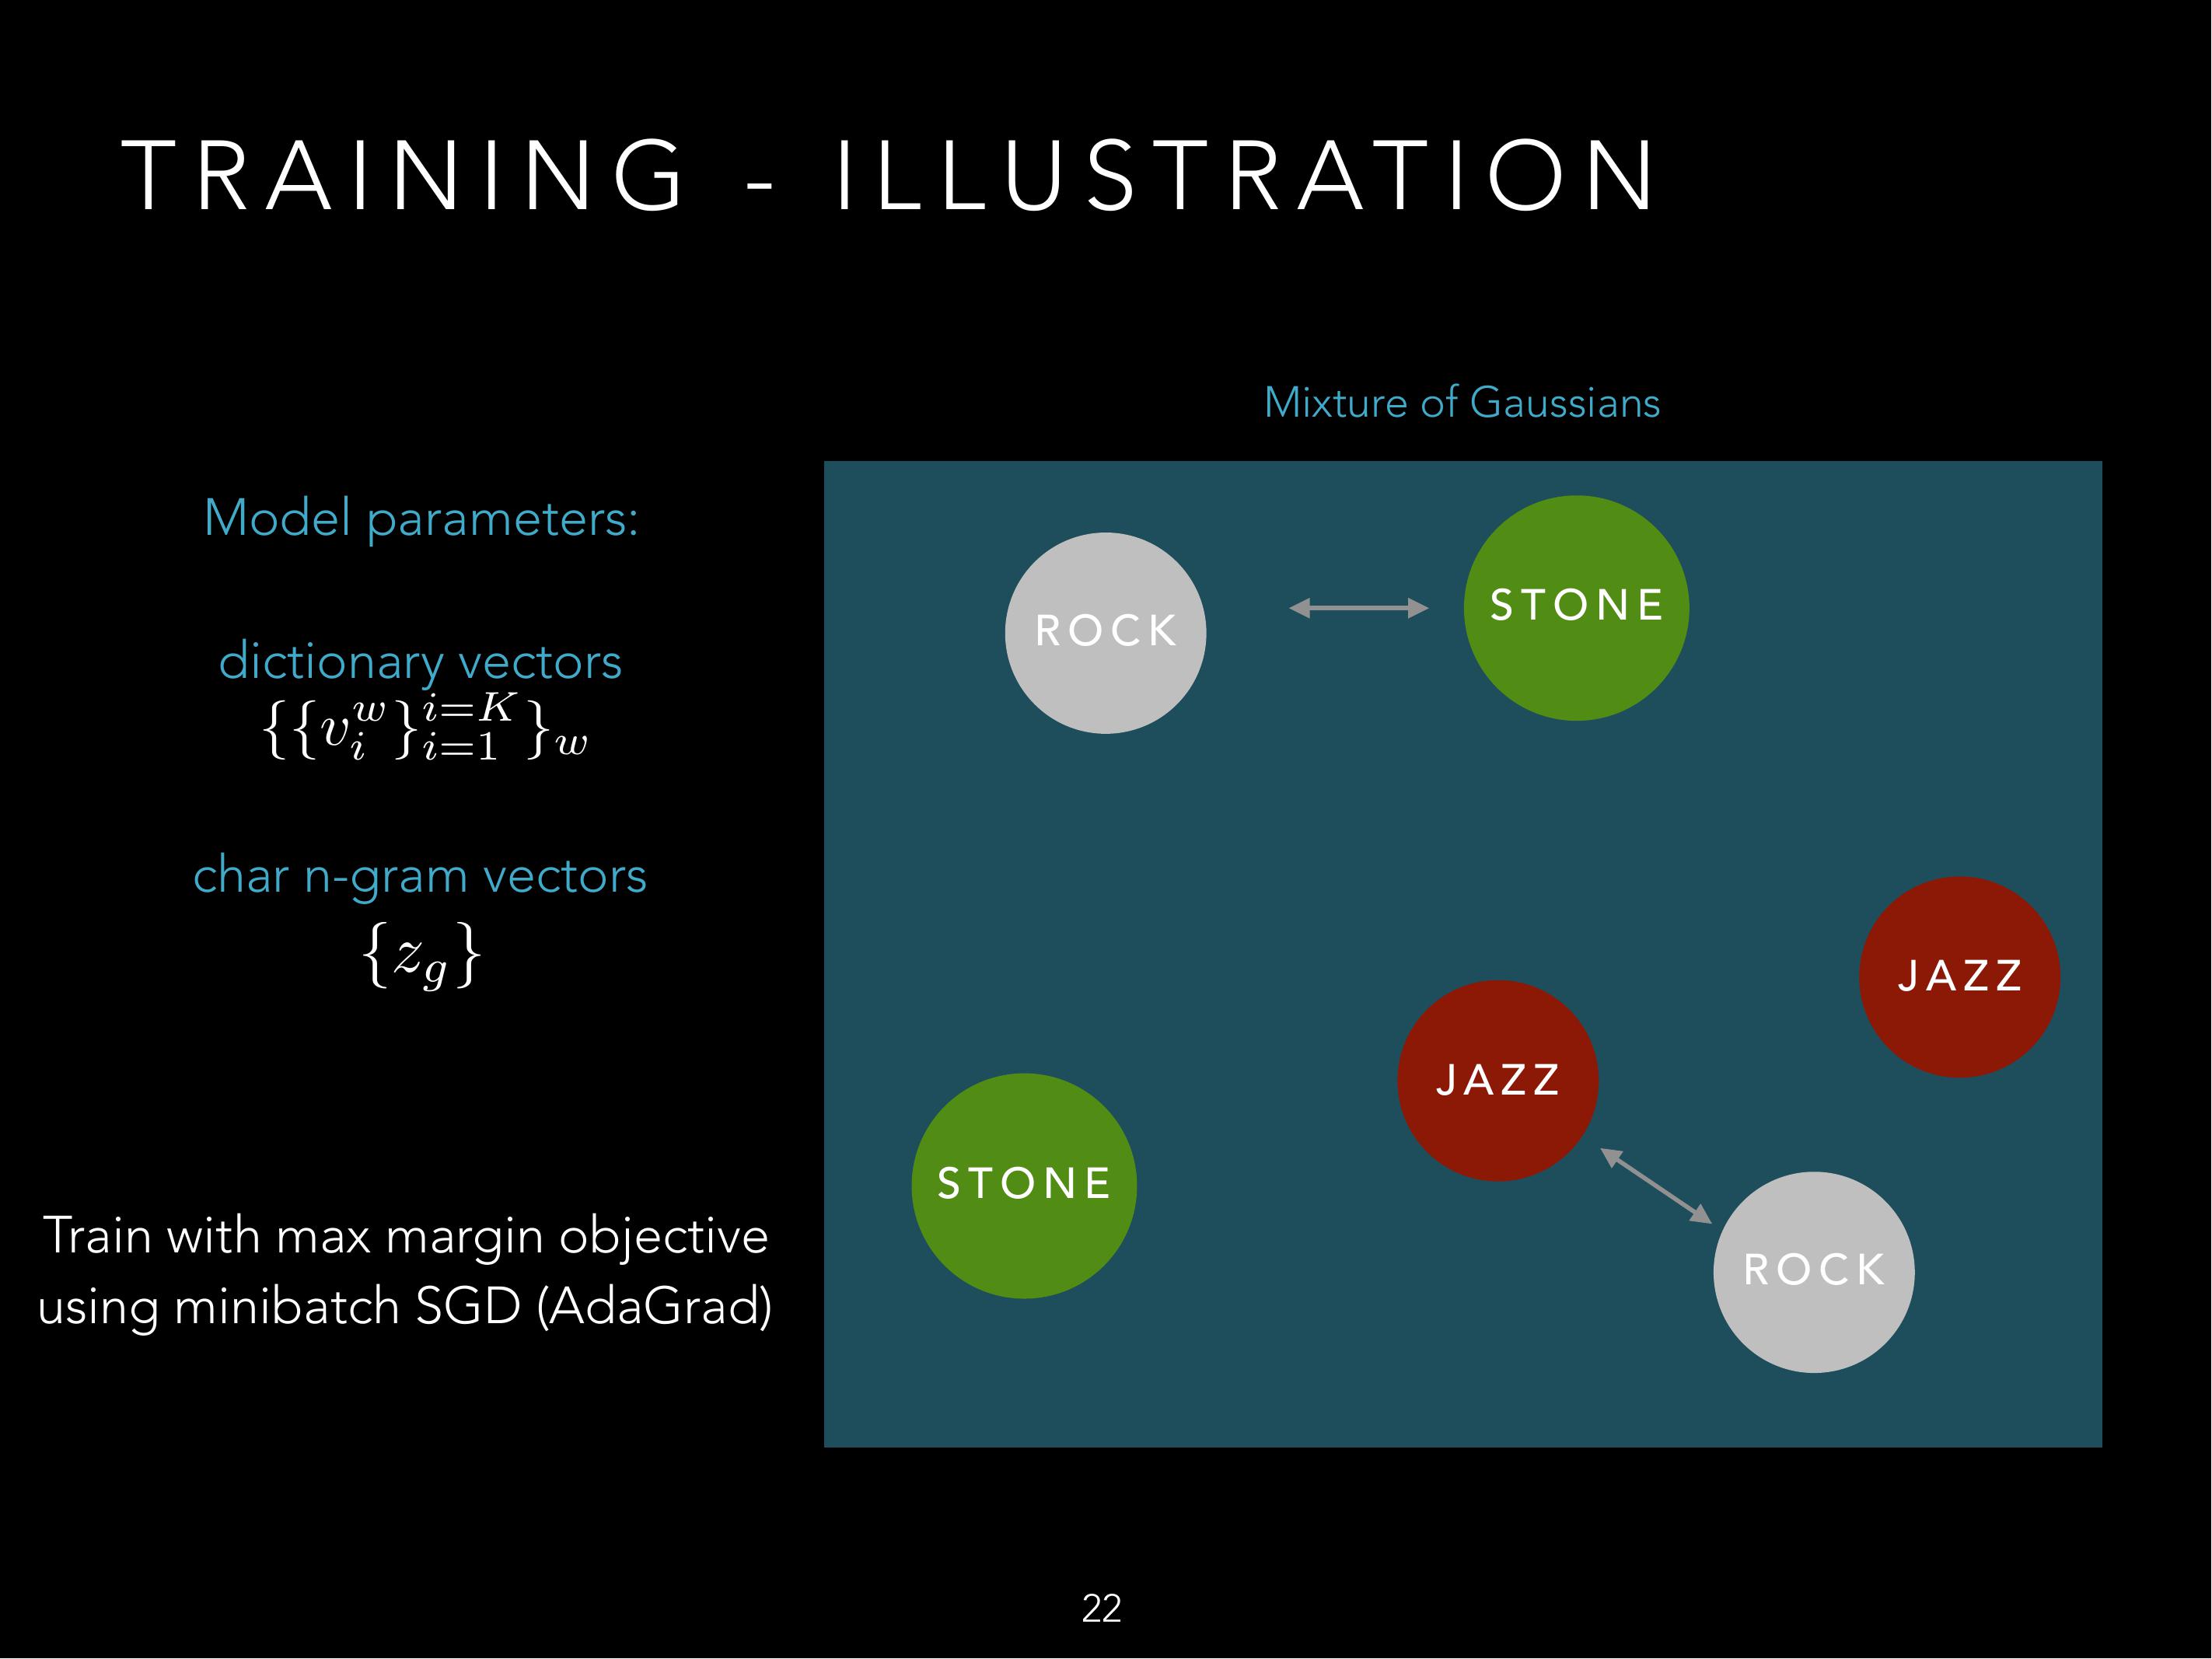 TRAINING - ILLUSTRATION
Mixture of Gaussians
Model parameters:
dictionary vectors
{{v_i^w}_{i=1}^{i=K}}_w
char n-gram vectors
{z_g}
Train with max margin objective
using minibatch SGD (AdaGrad)
ROCK
STONE
JAZZ
JAZZ
STONE
ROCK
22